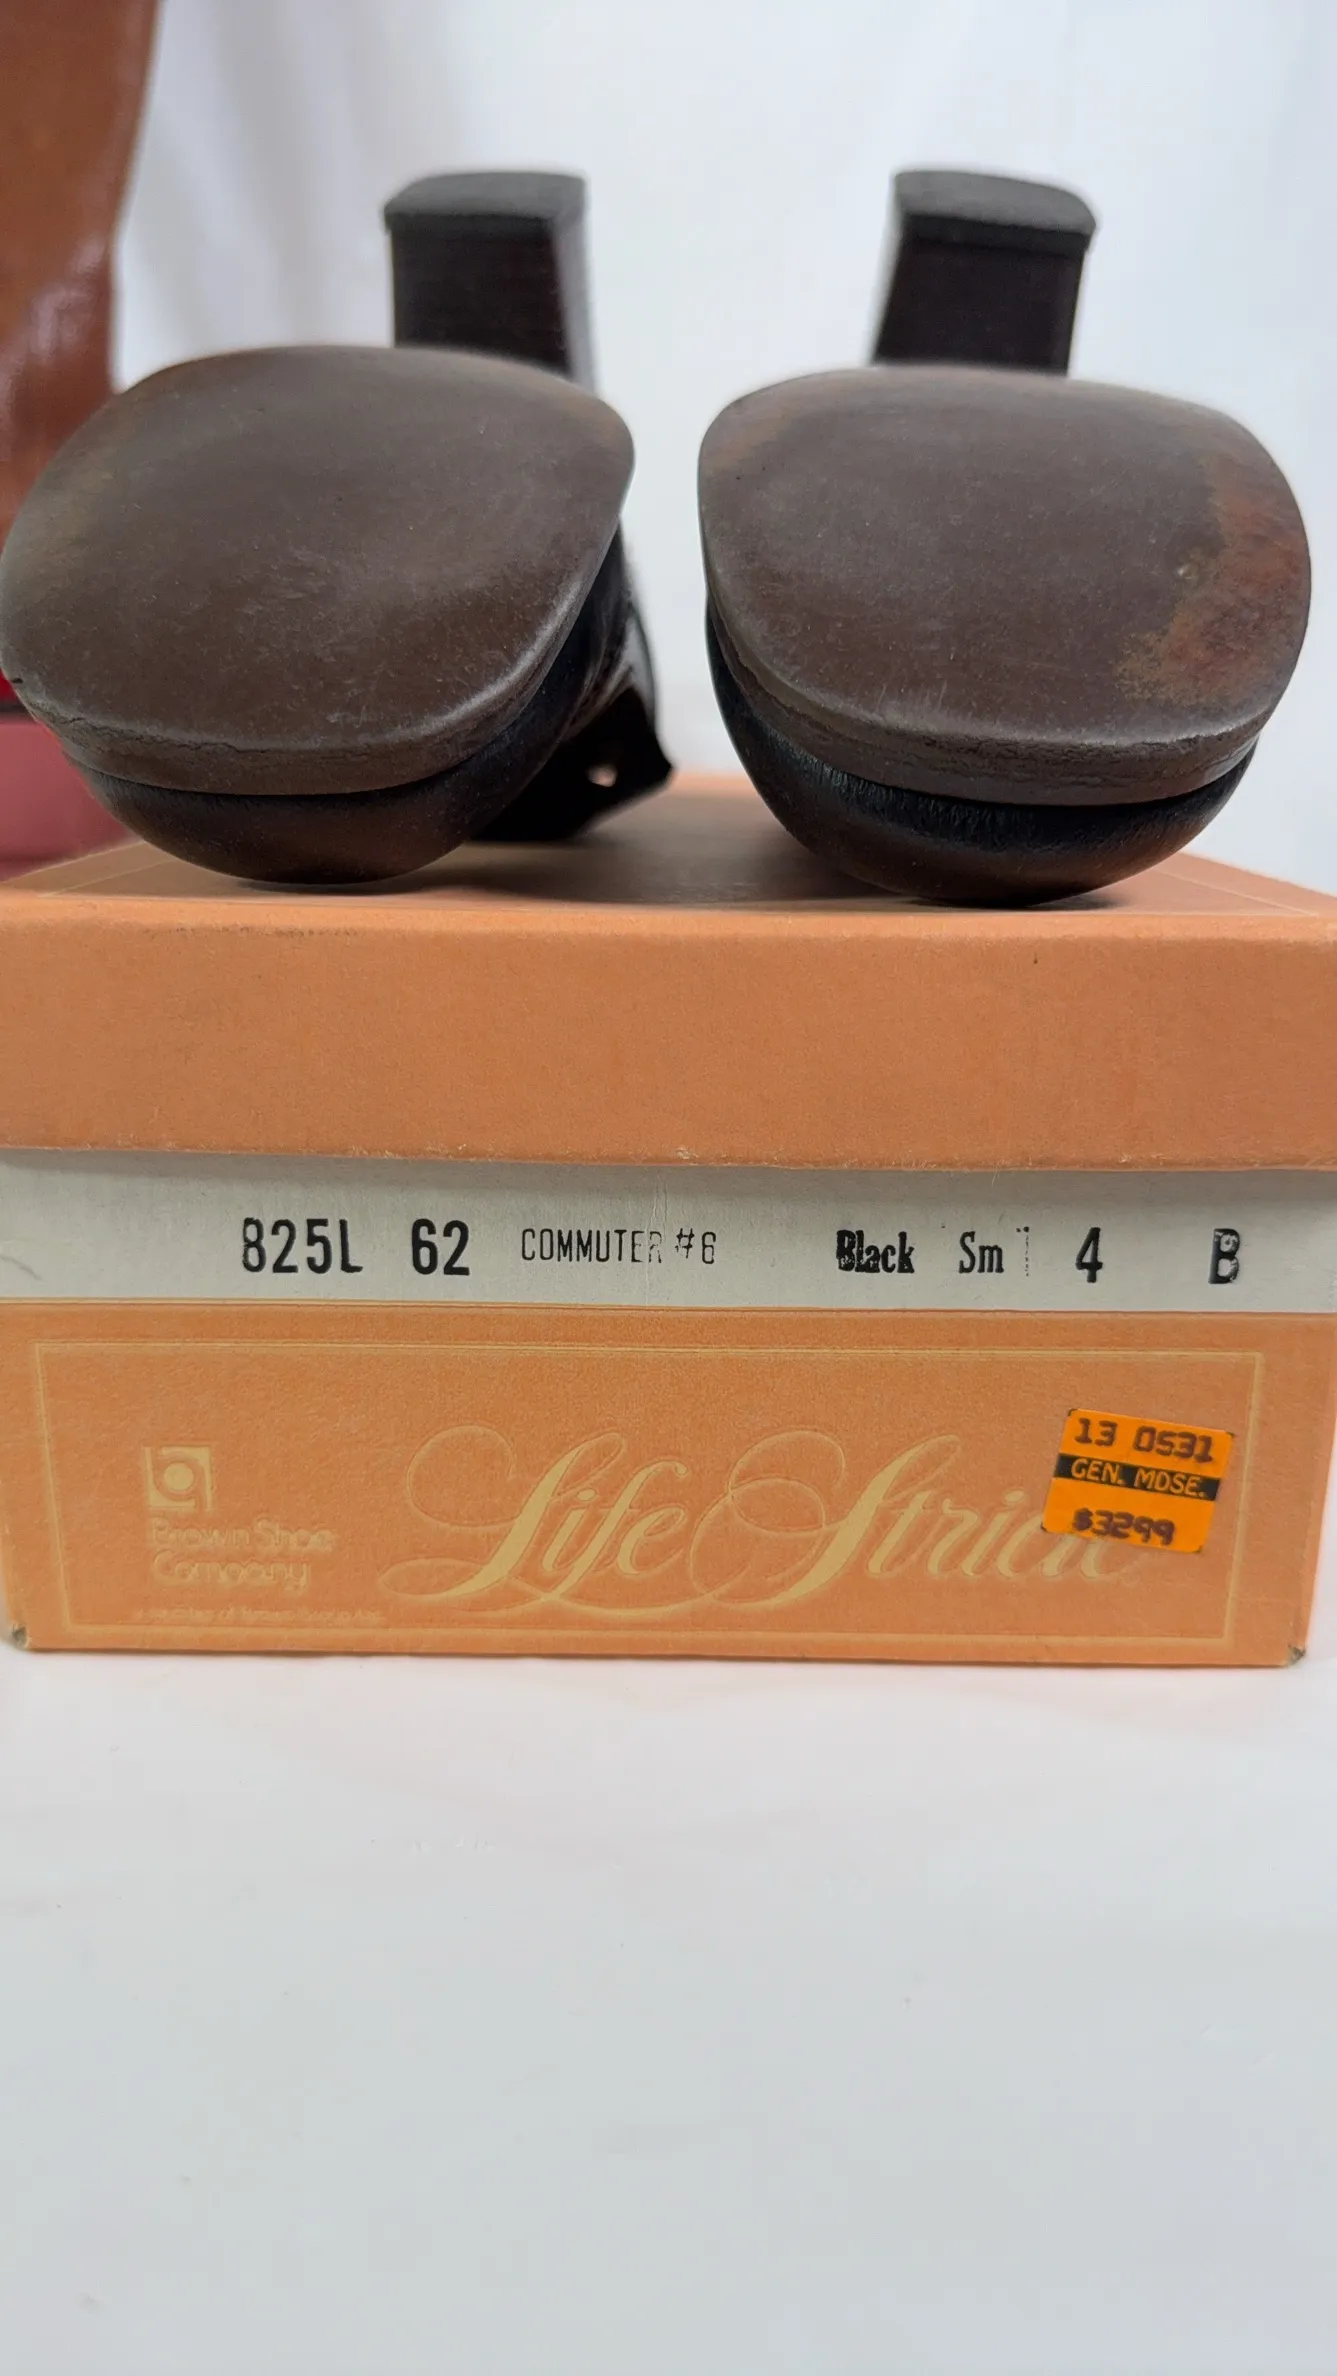 825L 62 COMMUTER #6 Black Sm 4 B
Brown Shoe
Company
Life Stride
13 0531
GEN. MDSE.
$3299